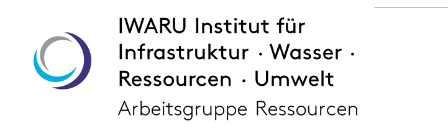 IWARU Institut für
Infrastruktur · Wasser ·
Ressourcen · Umwelt
Arbeitsgruppe Ressourcen